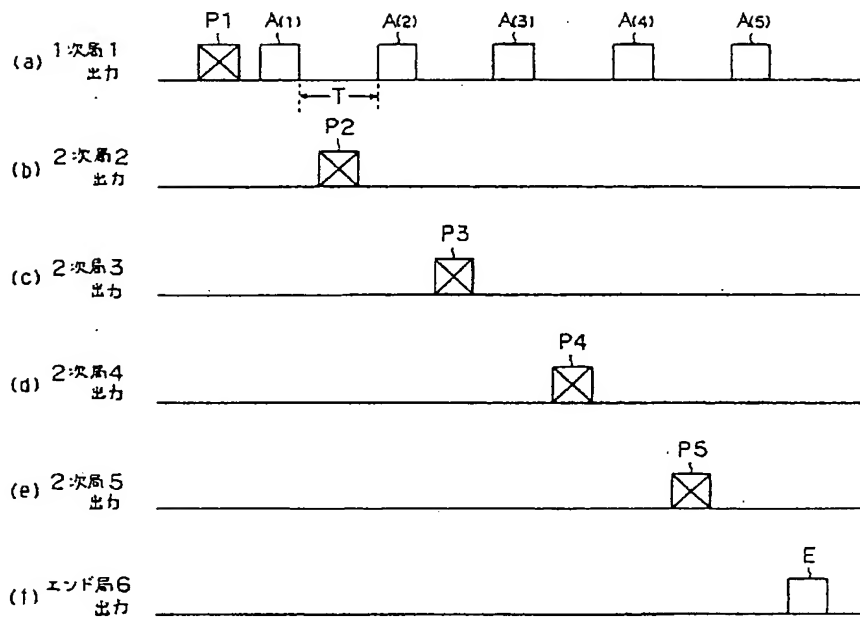 P1 A(1) A(2) A(3) A(4) A(5)
(a) 1次局1
出力
T
P2
(b) 2次局2
出力
P3
(c) 2次局3
出力
P4
(d) 2次局4
出力
P5
(e) 2次局5
出力
E
(f) エンド局6
出力